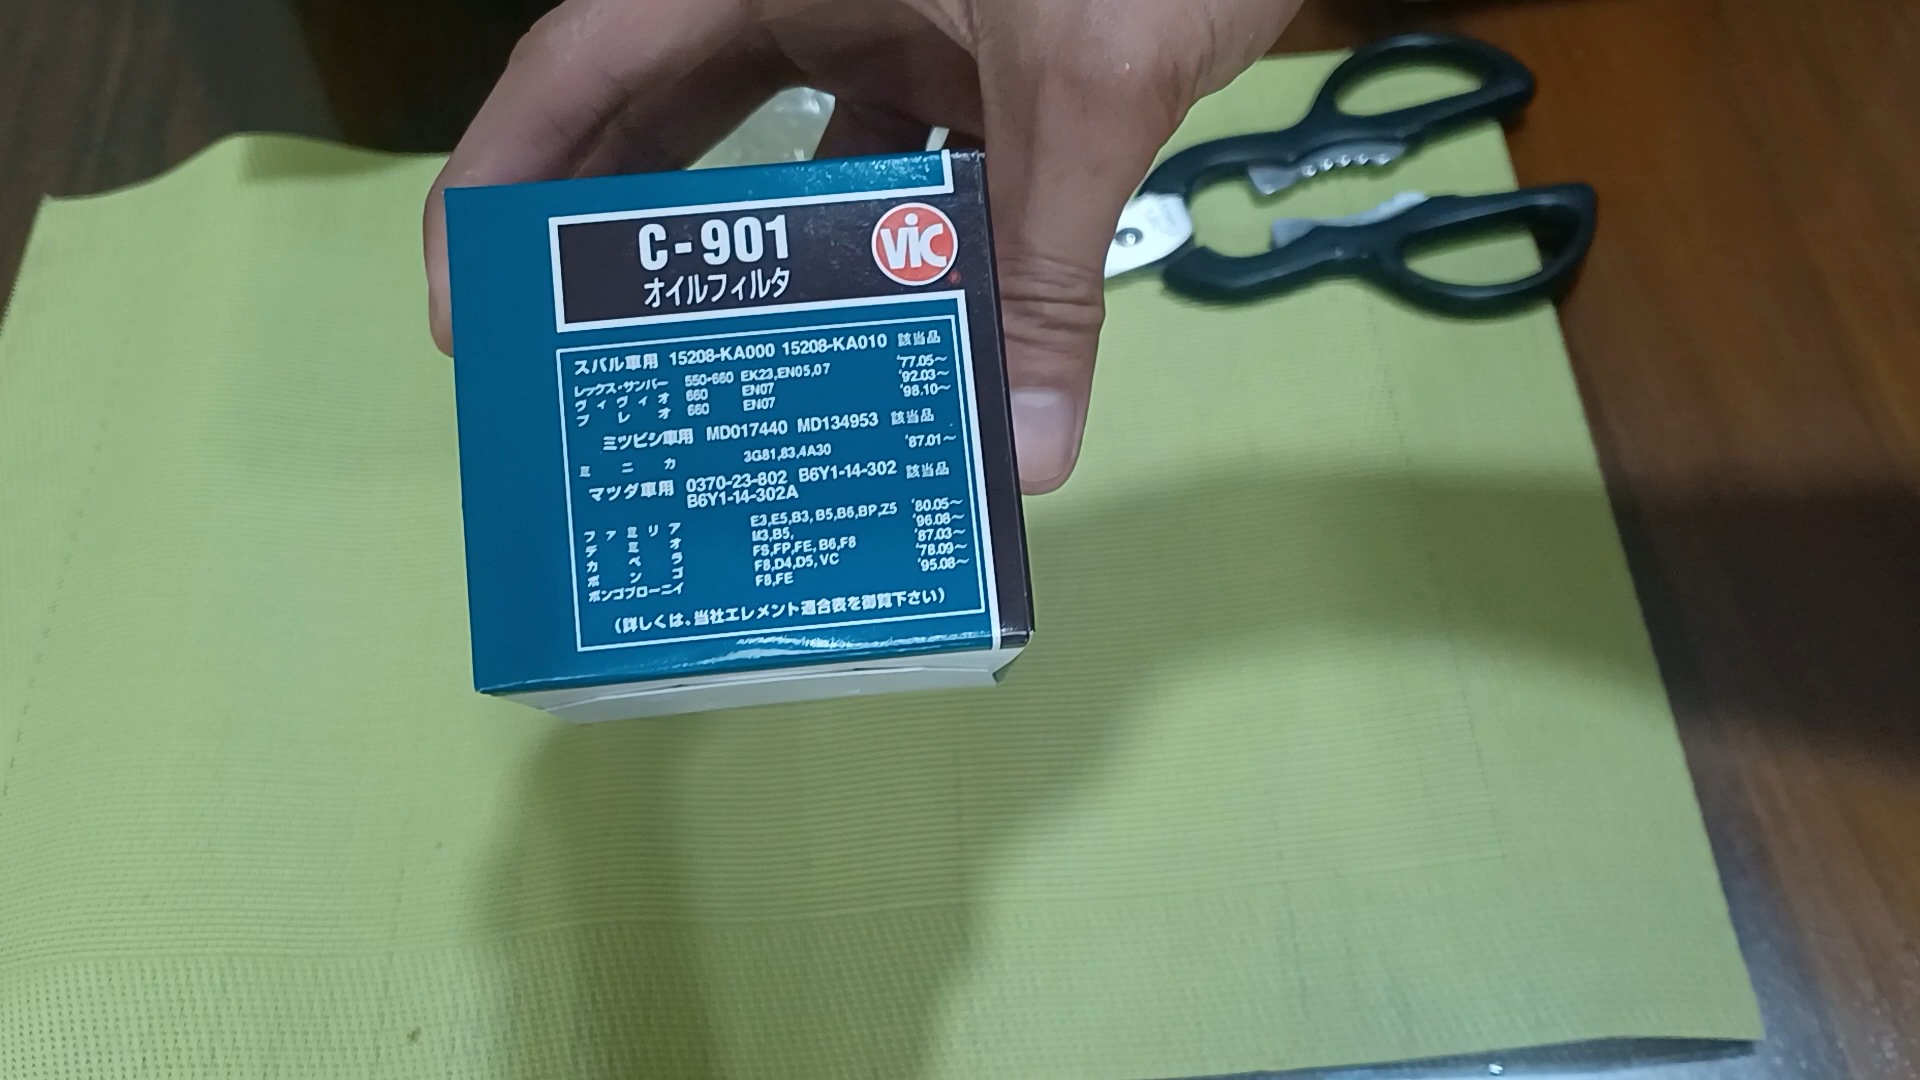 C-901
オイルフィルタ
VIC
スバル車用 15208-KA000 15208-KA010 該当品
レックス・サンバー 550・660 EK23,EN05,07 '77.05～
ヴィヴィオ 660 EN07 '92.03～
プレオ 660 EN07 '98.10～
ミツビシ車用 MD017440 MD134953 該当品
ミニカ 3G81,83,4A30 '87.01～
マツダ車用 0370-23-802 B6Y1-14-302 該当品
B6Y1-14-302A
ファミリア E3,E5,B3,B5,B6,BP,Z5 '80.05～
デミオ B3,B5, '96.08～
カペラ FS,FP,FE,B6,F8 '87.03～
ボンゴ F8,D4,D5,VC '78.09～
ボンゴブローニイ F8,FE '95.08～
(詳しくは、当社エレメント適合表を御覧下さい)